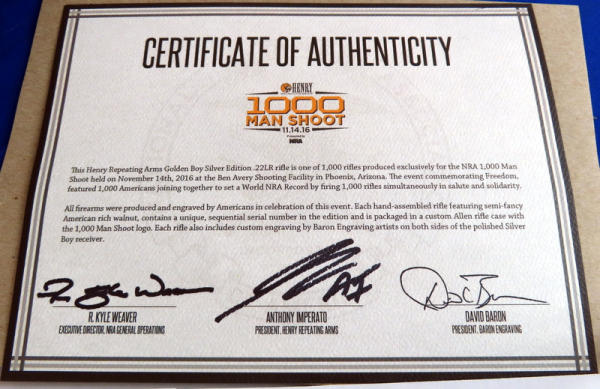 CERTIFICATE OF AUTHENTICITY
HENRY
1000
MAN SHOOT
11.14.16
Presented by
NRA
This Henry Repeating Arms Golden Boy Silver Edition .22LR rifle is one of 1,000 rifles produced exclusively for the NRA 1,000 Man
Shoot held on November 14th, 2016 at the Ben Avery Shooting Facility in Phoenix, Arizona. The event commemorating Freedom,
featured 1,000 Americans joining together to set a World NRA Record by firing 1,000 rifles simultaneously in salute and solidarity.
All firearms were produced and engraved by Americans in celebration of this event. Each hand-assembled rifle featuring semi-fancy
American rich walnut, contains a unique, sequential serial number in the edition and is packaged in a custom Allen rifle case with
the 1,000 Man Shoot logo. Each rifle also includes custom engraving by Baron Engraving artists on both sides of the polished Silver
Boy receiver.
R. KYLE WEAVER
EXECUTIVE DIRECTOR, NRA GENERAL OPERATIONS
ANTHONY IMPERATO
PRESIDENT, HENRY REPEATING ARMS
DAVID BARON
PRESIDENT, BARON ENGRAVING